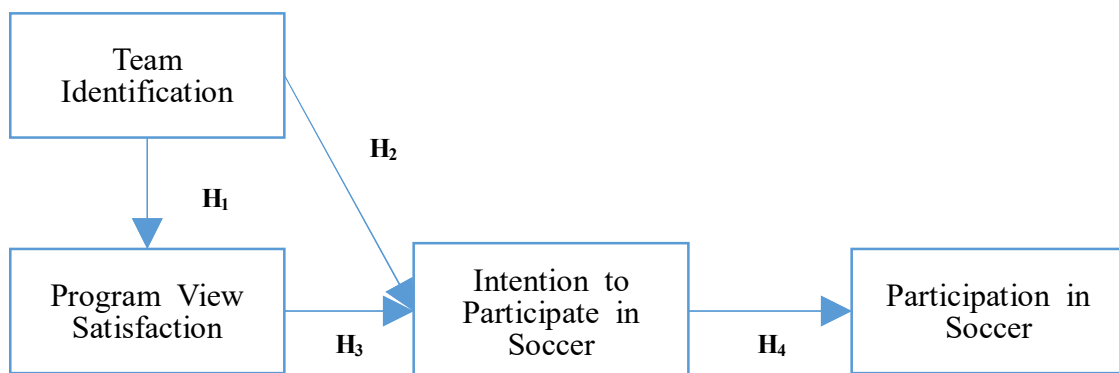 Team
Identification
H₂
H₁
Program View
Satisfaction
H₃
Intention to
Participate in
Soccer
H₄
Participation in
Soccer